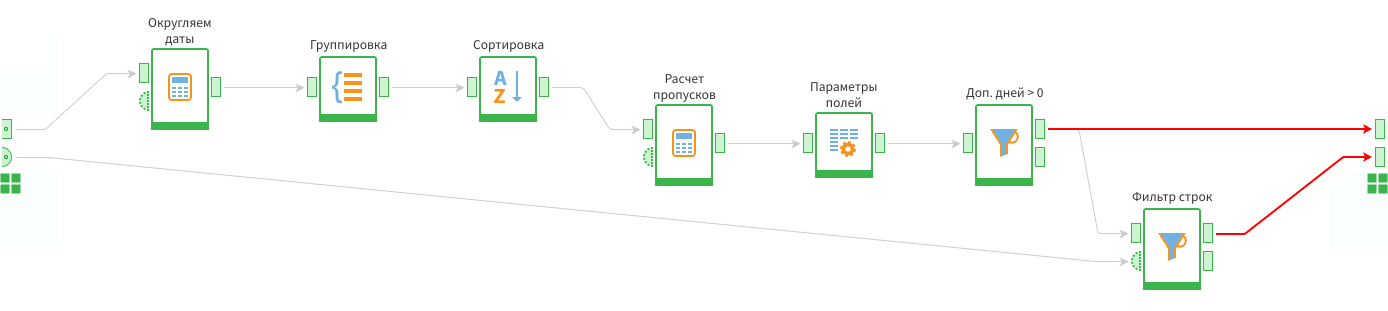 Округляем
даты
Группировка
Сортировка
A
Z
Расчет
пропусков
Параметры
полей
Доп. дней > 0
Фильтр строк